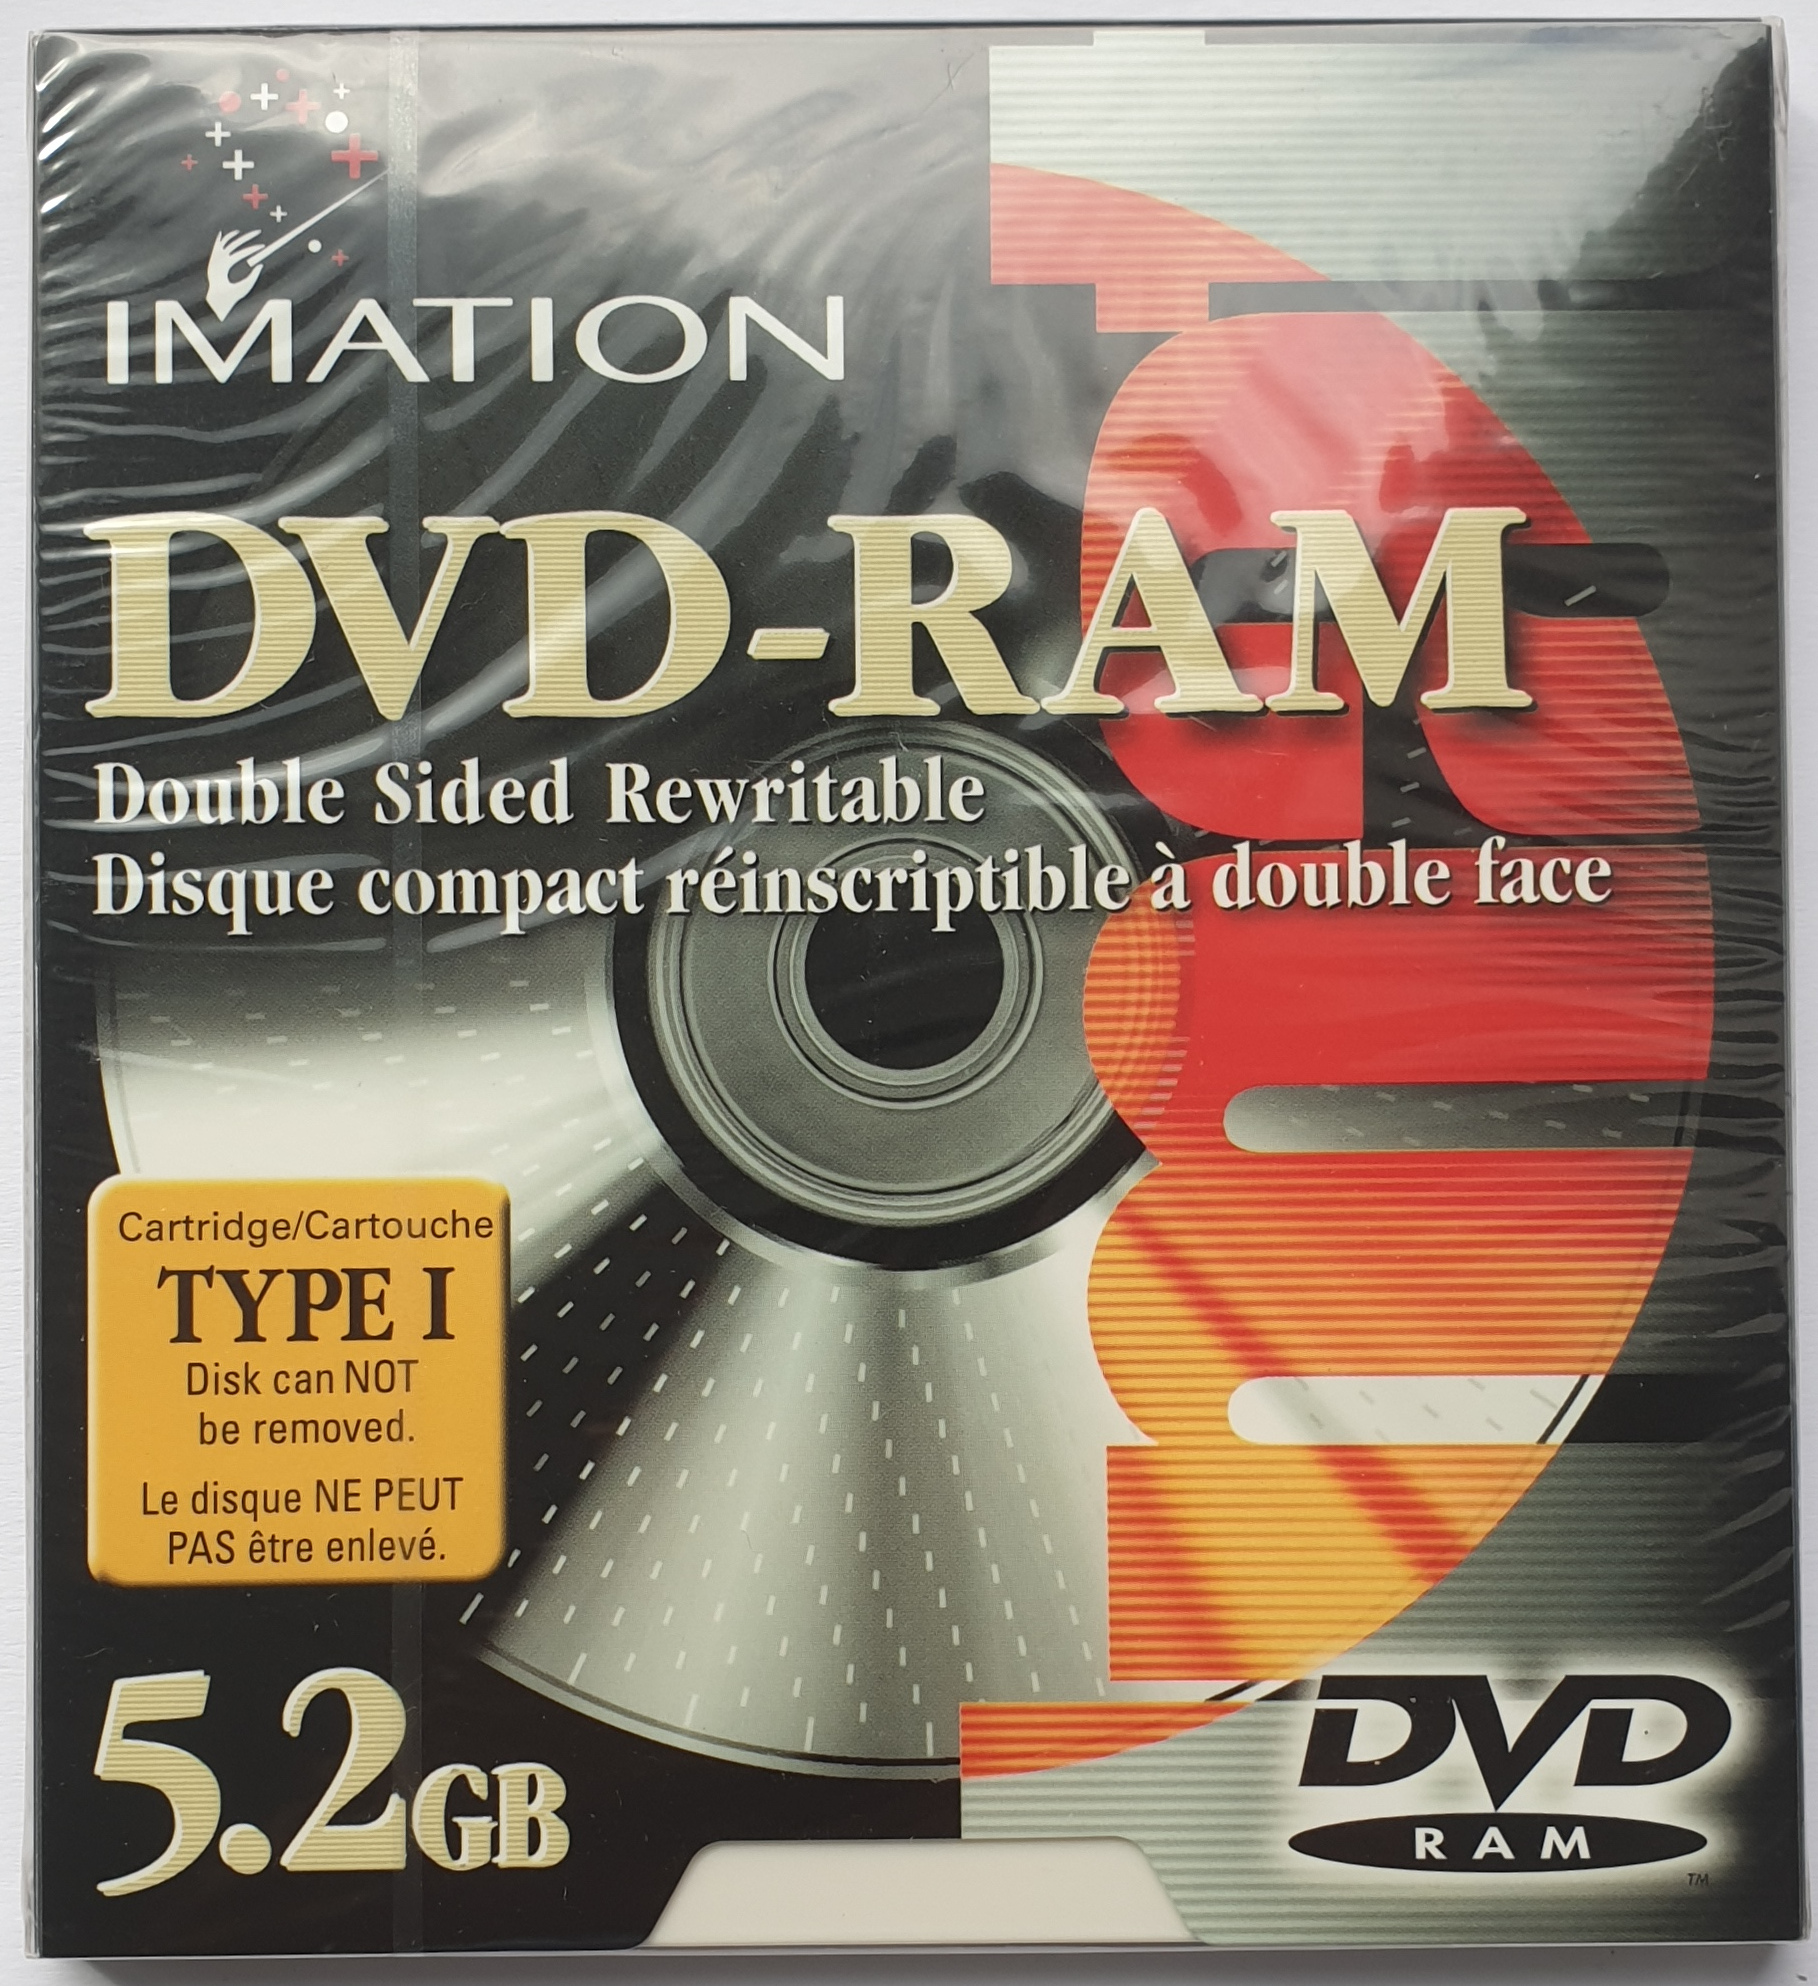 IMATION
DVD-RAM
Double Sided Rewritable
Disque compact réinscriptible à double face
Cartridge/Cartouche
TYPE I
Disk can NOT
be removed.
Le disque NE PEUT
PAS être enlevé.
5.2GB
DVD
RAM
TM